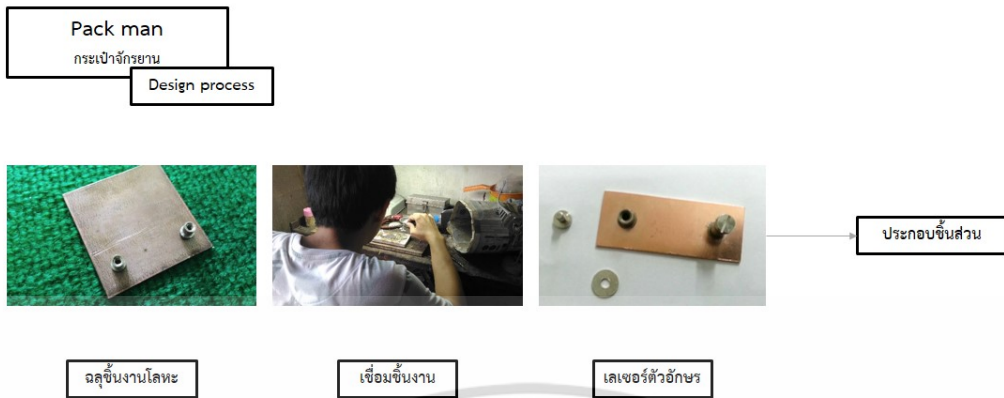 Pack man
กระเป๋าจักรยาน
Design process
ประกอบชิ้นส่วน
ฉลุชิ้นงานโลหะ
เชื่อมชิ้นงาน
เลเซอร์ตัวอักษร